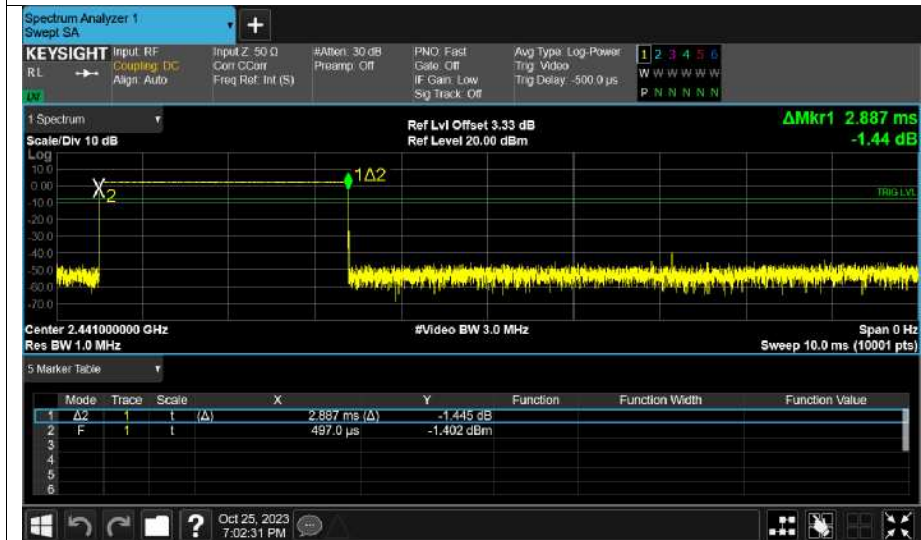 Spectrum Analyzer 1
Swept SA
+
KEYSIGHT Input: RF Input Z: 50 Ω #Atten: 30 dB PNO: Fast Avg Type: Log-Power 1 2 3 4 5 6
RL Coupling: DC Corr CCorr Preamp: Off Gate: Off Trig: Video W W W W W W
Align: Auto Freq Ref: Int (S) IF Gain: Low Trig Delay: -500.0 µs P N N N N N
Sig Track: Off
1 Spectrum Ref Lvl Offset 3.33 dB ΔMkr1 2.887 ms
Scale/Div 10 dB Ref Level 20.00 dBm -1.44 dB
Log
10.0
0.00
-10.0
-20.0
-30.0
-40.0
-50.0
-60.0
-70.0
X2
1Δ2
TRIG LVL
Center 2.441000000 GHz #Video BW 3.0 MHz Span 0 Hz
Res BW 1.0 MHz Sweep 10.0 ms (10001 pts)
5 Marker Table
Mode Trace Scale X Y Function Function Width Function Value
1 Δ2 1 t (Δ) 2.887 ms (Δ) -1.445 dB
2 F 1 t 497.0 µs -1.402 dBm
3
4
5
6
? Oct 25, 2023
7:02:31 PM